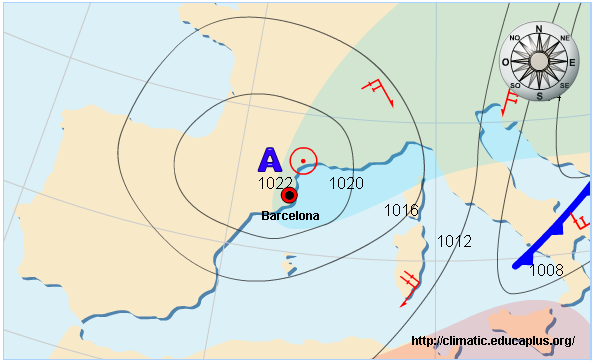 N
NO NE
O E
SO SE
S
A
1022
1020
Barcelona
1016
1012
1008
http://climatic.educaplus.org/